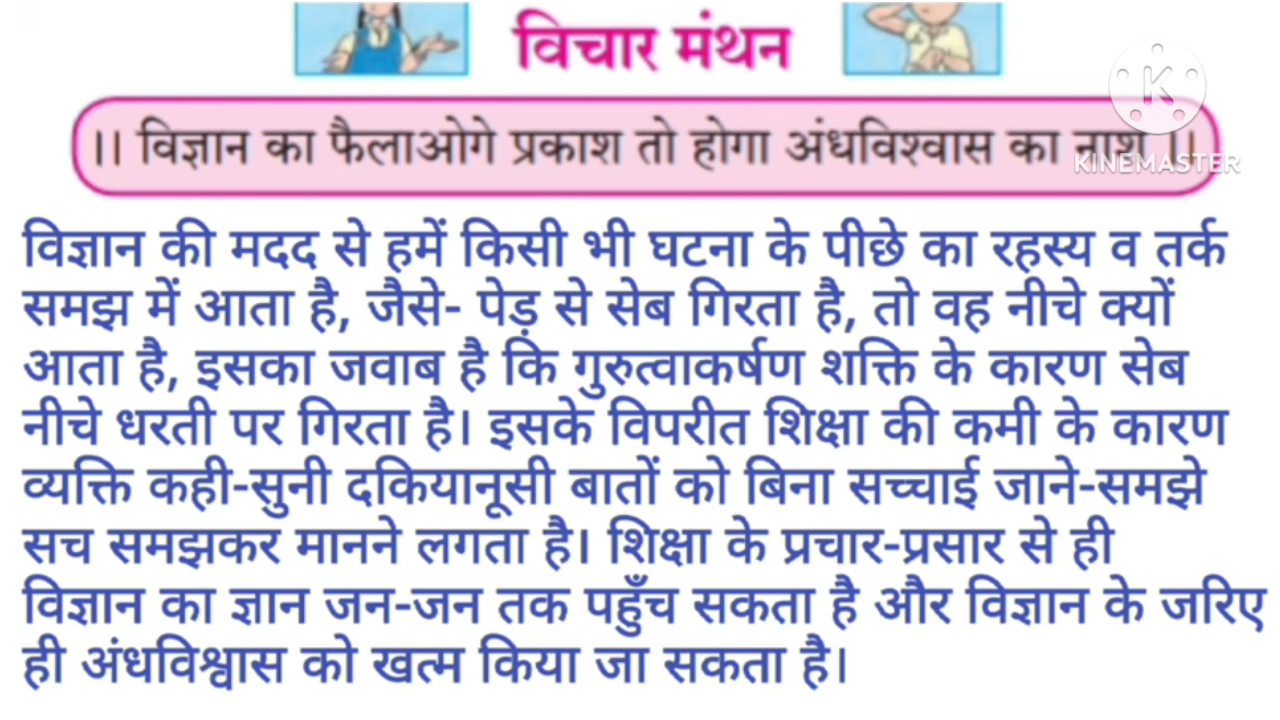 विचार मंथन
।। विज्ञान का फैलाओगे प्रकाश तो होगा अंधविश्वास का नाश ।।
K
KINEMASTER
विज्ञान की मदद से हमें किसी भी घटना के पीछे का रहस्य व तर्क
समझ में आता है, जैसे- पेड़ से सेब गिरता है, तो वह नीचे क्यों
आता है, इसका जवाब है कि गुरुत्वाकर्षण शक्ति के कारण सेब
नीचे धरती पर गिरता है। इसके विपरीत शिक्षा की कमी के कारण
व्यक्ति कही-सुनी दकियानूसी बातों को बिना सच्चाई जाने-समझे
सच समझकर मानने लगता है। शिक्षा के प्रचार-प्रसार से ही
विज्ञान का ज्ञान जन-जन तक पहुँच सकता है और विज्ञान के जरिए
ही अंधविश्वास को खत्म किया जा सकता है।